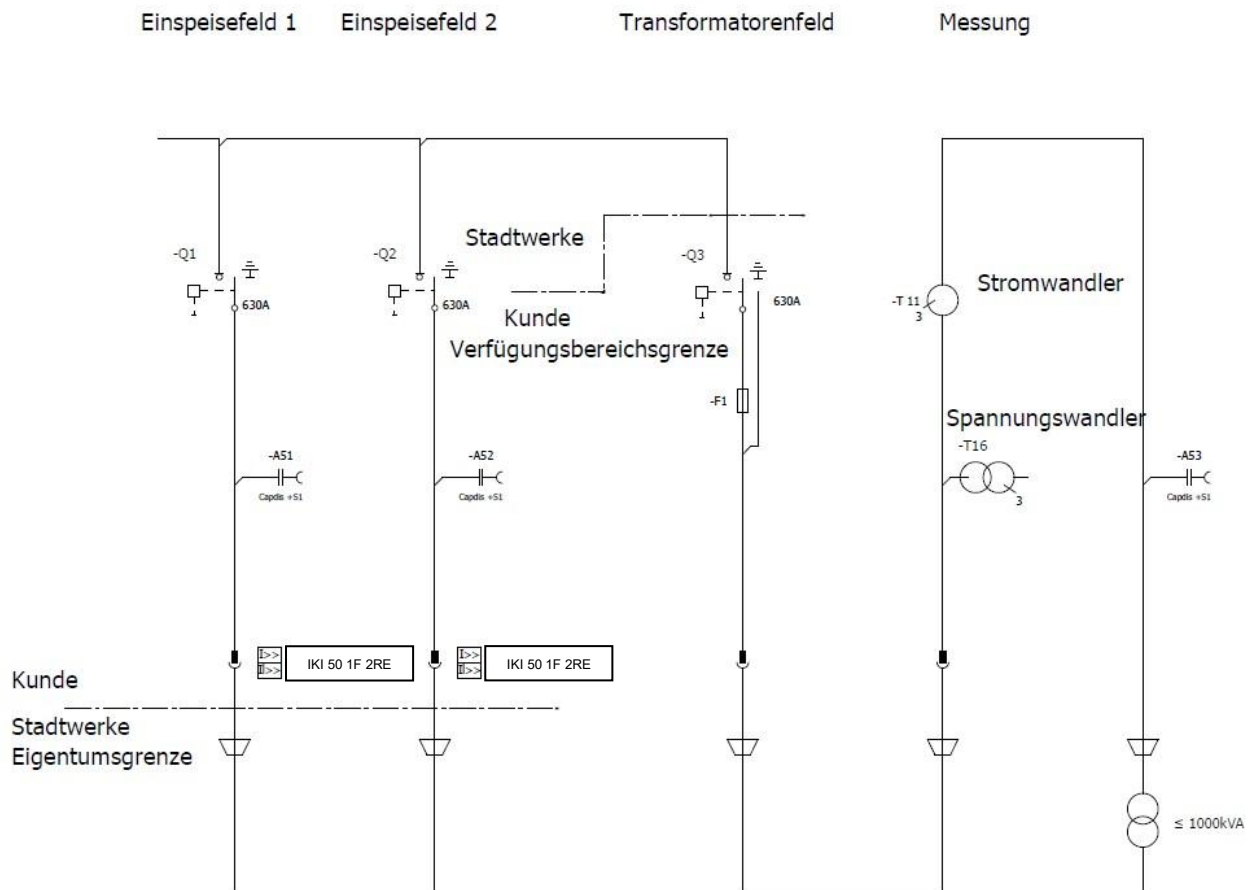 Einspeisefeld 1 Einspeisefeld 2 Transformatorenfeld Messung
Stadtwerke
-Q1 -Q2 -Q3
630A 630A 630A
Kunde
Verfügungsbereichsgrenze
Stromwandler
-T 11
3
-F1
Spannungswandler
-T16
3
-A51 -A52 -A53
Capdis +S1 Capdis +S1 Capdis +S1
I>> IKI 50 1F 2RE I>> IKI 50 1F 2RE
Kunde
Stadtwerke
Eigentumsgrenze
≤ 1000kVA